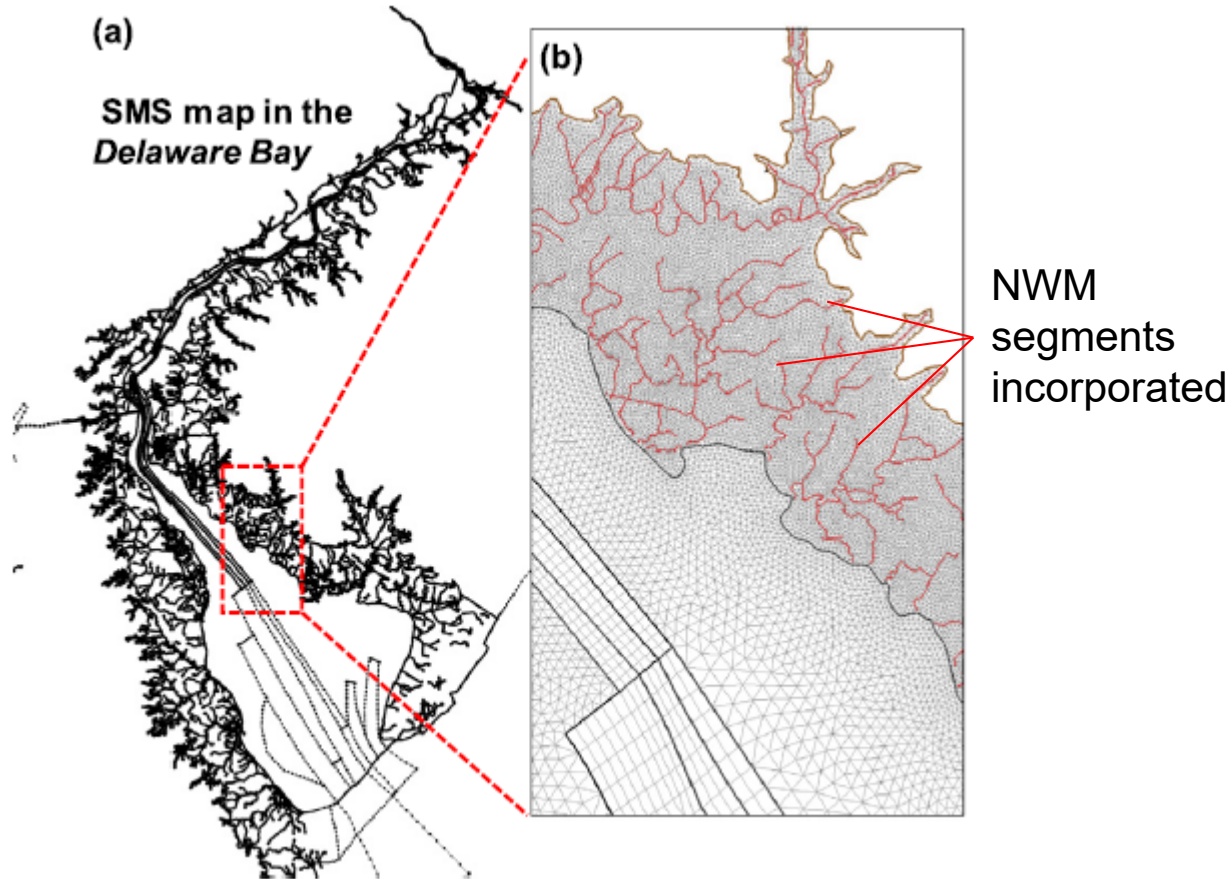 (a)
SMS map in the
Delaware Bay
(b)
NWM
segments
incorporated